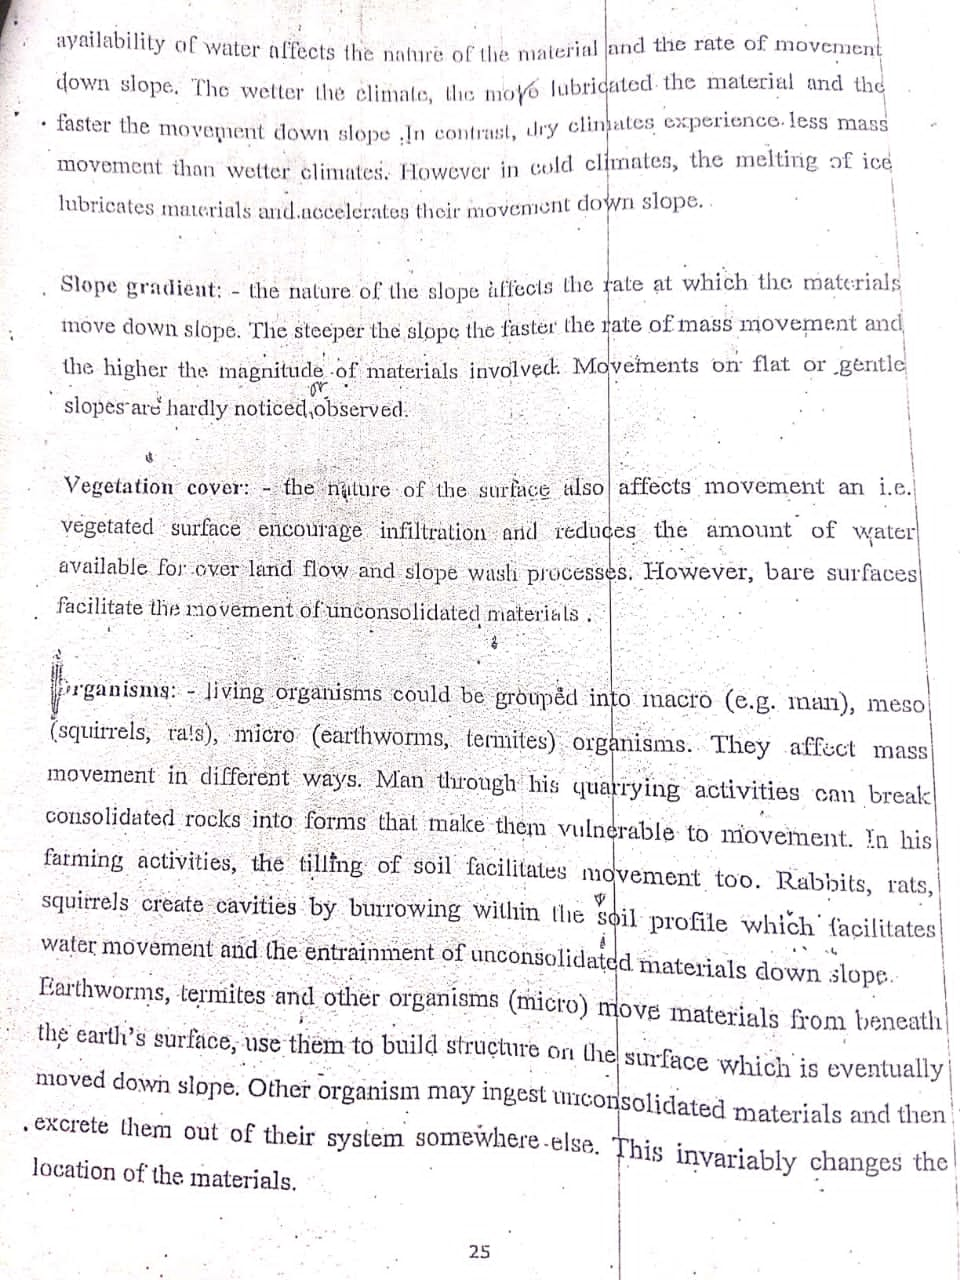 availability of water affects the nature of the material and the rate of movement
down slope. The wetter the climate, the more lubricated the material and the
faster the movement down slope .In contrast, dry climates experience less mass
movement than wetter climates. However in cold climates, the melting of ice
lubricates materials and accelerates their movement down slope.
Slope gradient: - the nature of the slope affects the rate at which the materials
move down slope. The steeper the slope the faster the rate of mass movement and
the higher the magnitude of materials involved. Movements on flat or gentle
or
slopes are hardly noticed, observed.
Vegetation cover: - the nature of the surface also affects movement an i.e.
vegetated surface encourage infiltration and reduces the amount of water
available for over land flow and slope wash processes. However, bare surfaces
facilitate the movement of unconsolidated materials .
Organisms: - living organisms could be grouped into macro (e.g. man), meso
(squirrels, rats), micro (earthworms, termites) organisms. They affect mass
movement in different ways. Man through his quarrying activities can break
consolidated rocks into forms that make them vulnerable to movement. In his
farming activities, the tilling of soil facilitates movement too. Rabbits, rats,
squirrels create cavities by burrowing within the soil profile which facilitates
water movement and the entrainment of unconsolidated materials down slope.
Earthworms, termites and other organisms (micro) move materials from beneath
the earth's surface, use them to build structure on the surface which is eventually
moved down slope. Other organism may ingest unconsolidated materials and then
excrete them out of their system somewhere else. This invariably changes the
location of the materials.
25